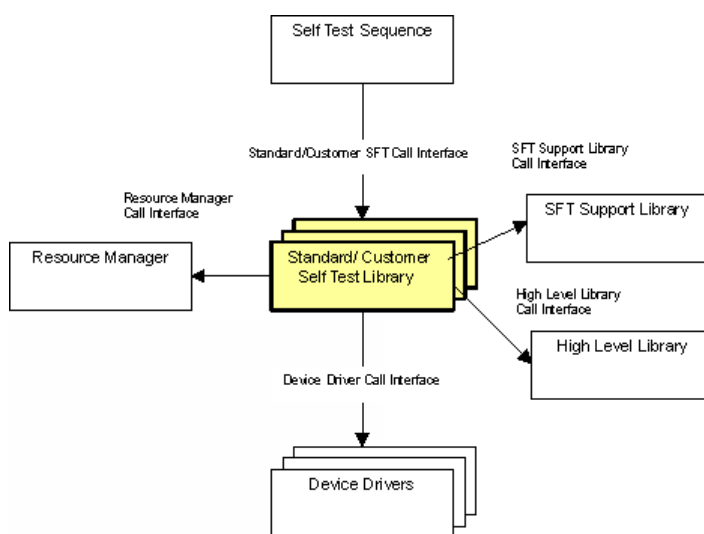 Self Test Sequence
Standard/Customer SFT Call Interface
SFT Support Library
Call Interface
Resource Manager
Call Interface
SFT Support Library
Resource Manager
Standard/ Customer
Self Test Library
High Level Library
Call Interface
High Level Library
Device Driver Call Interface
Device Drivers